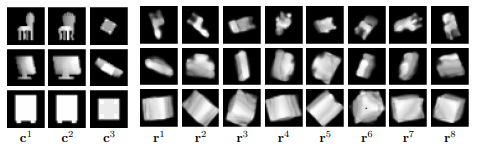 c¹ c² c³ r¹ r² r³ r⁴ r⁵ r⁶ r⁷ r⁸